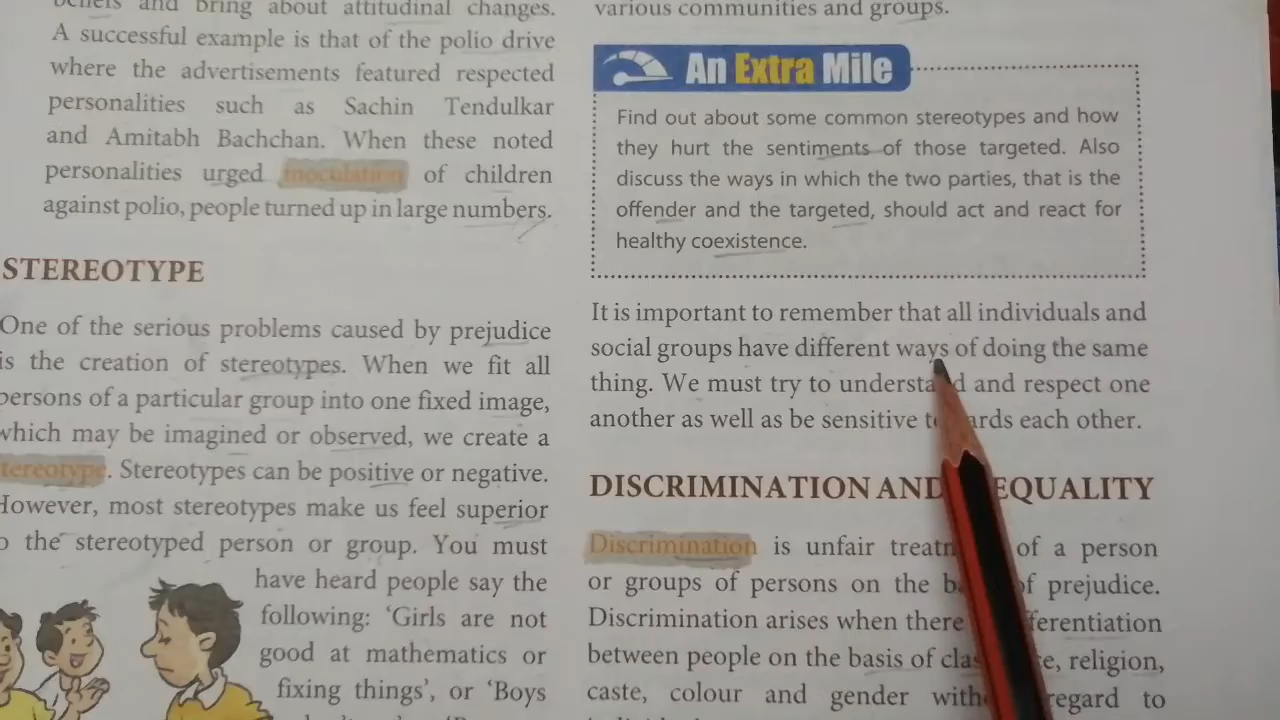 beliefs and bring about attitudinal changes.
A successful example is that of the polio drive
where the advertisements featured respected
personalities such as Sachin Tendulkar
and Amitabh Bachchan. When these noted
personalities urged inoculation of children
against polio, people turned up in large numbers.
STEREOTYPE
One of the serious problems caused by prejudice
is the creation of stereotypes. When we fit all
persons of a particular group into one fixed image,
which may be imagined or observed, we create a
stereotype. Stereotypes can be positive or negative.
However, most stereotypes make us feel superior
to the stereotyped person or group. You must
have heard people say the
following: ‘Girls are not
good at mathematics or
fixing things’, or ‘Boys
various communities and groups.
An Extra Mile
Find out about some common stereotypes and how
they hurt the sentiments of those targeted. Also
discuss the ways in which the two parties, that is the
offender and the targeted, should act and react for
healthy coexistence.
It is important to remember that all individuals and
social groups have different ways of doing the same
thing. We must try to understand and respect one
another as well as be sensitive towards each other.
DISCRIMINATION AND EQUALITY
Discrimination is unfair of a person
or groups of persons on the of prejudice.
Discrimination arises when there
between people on the basis of religion,
caste, colour and gender regard to